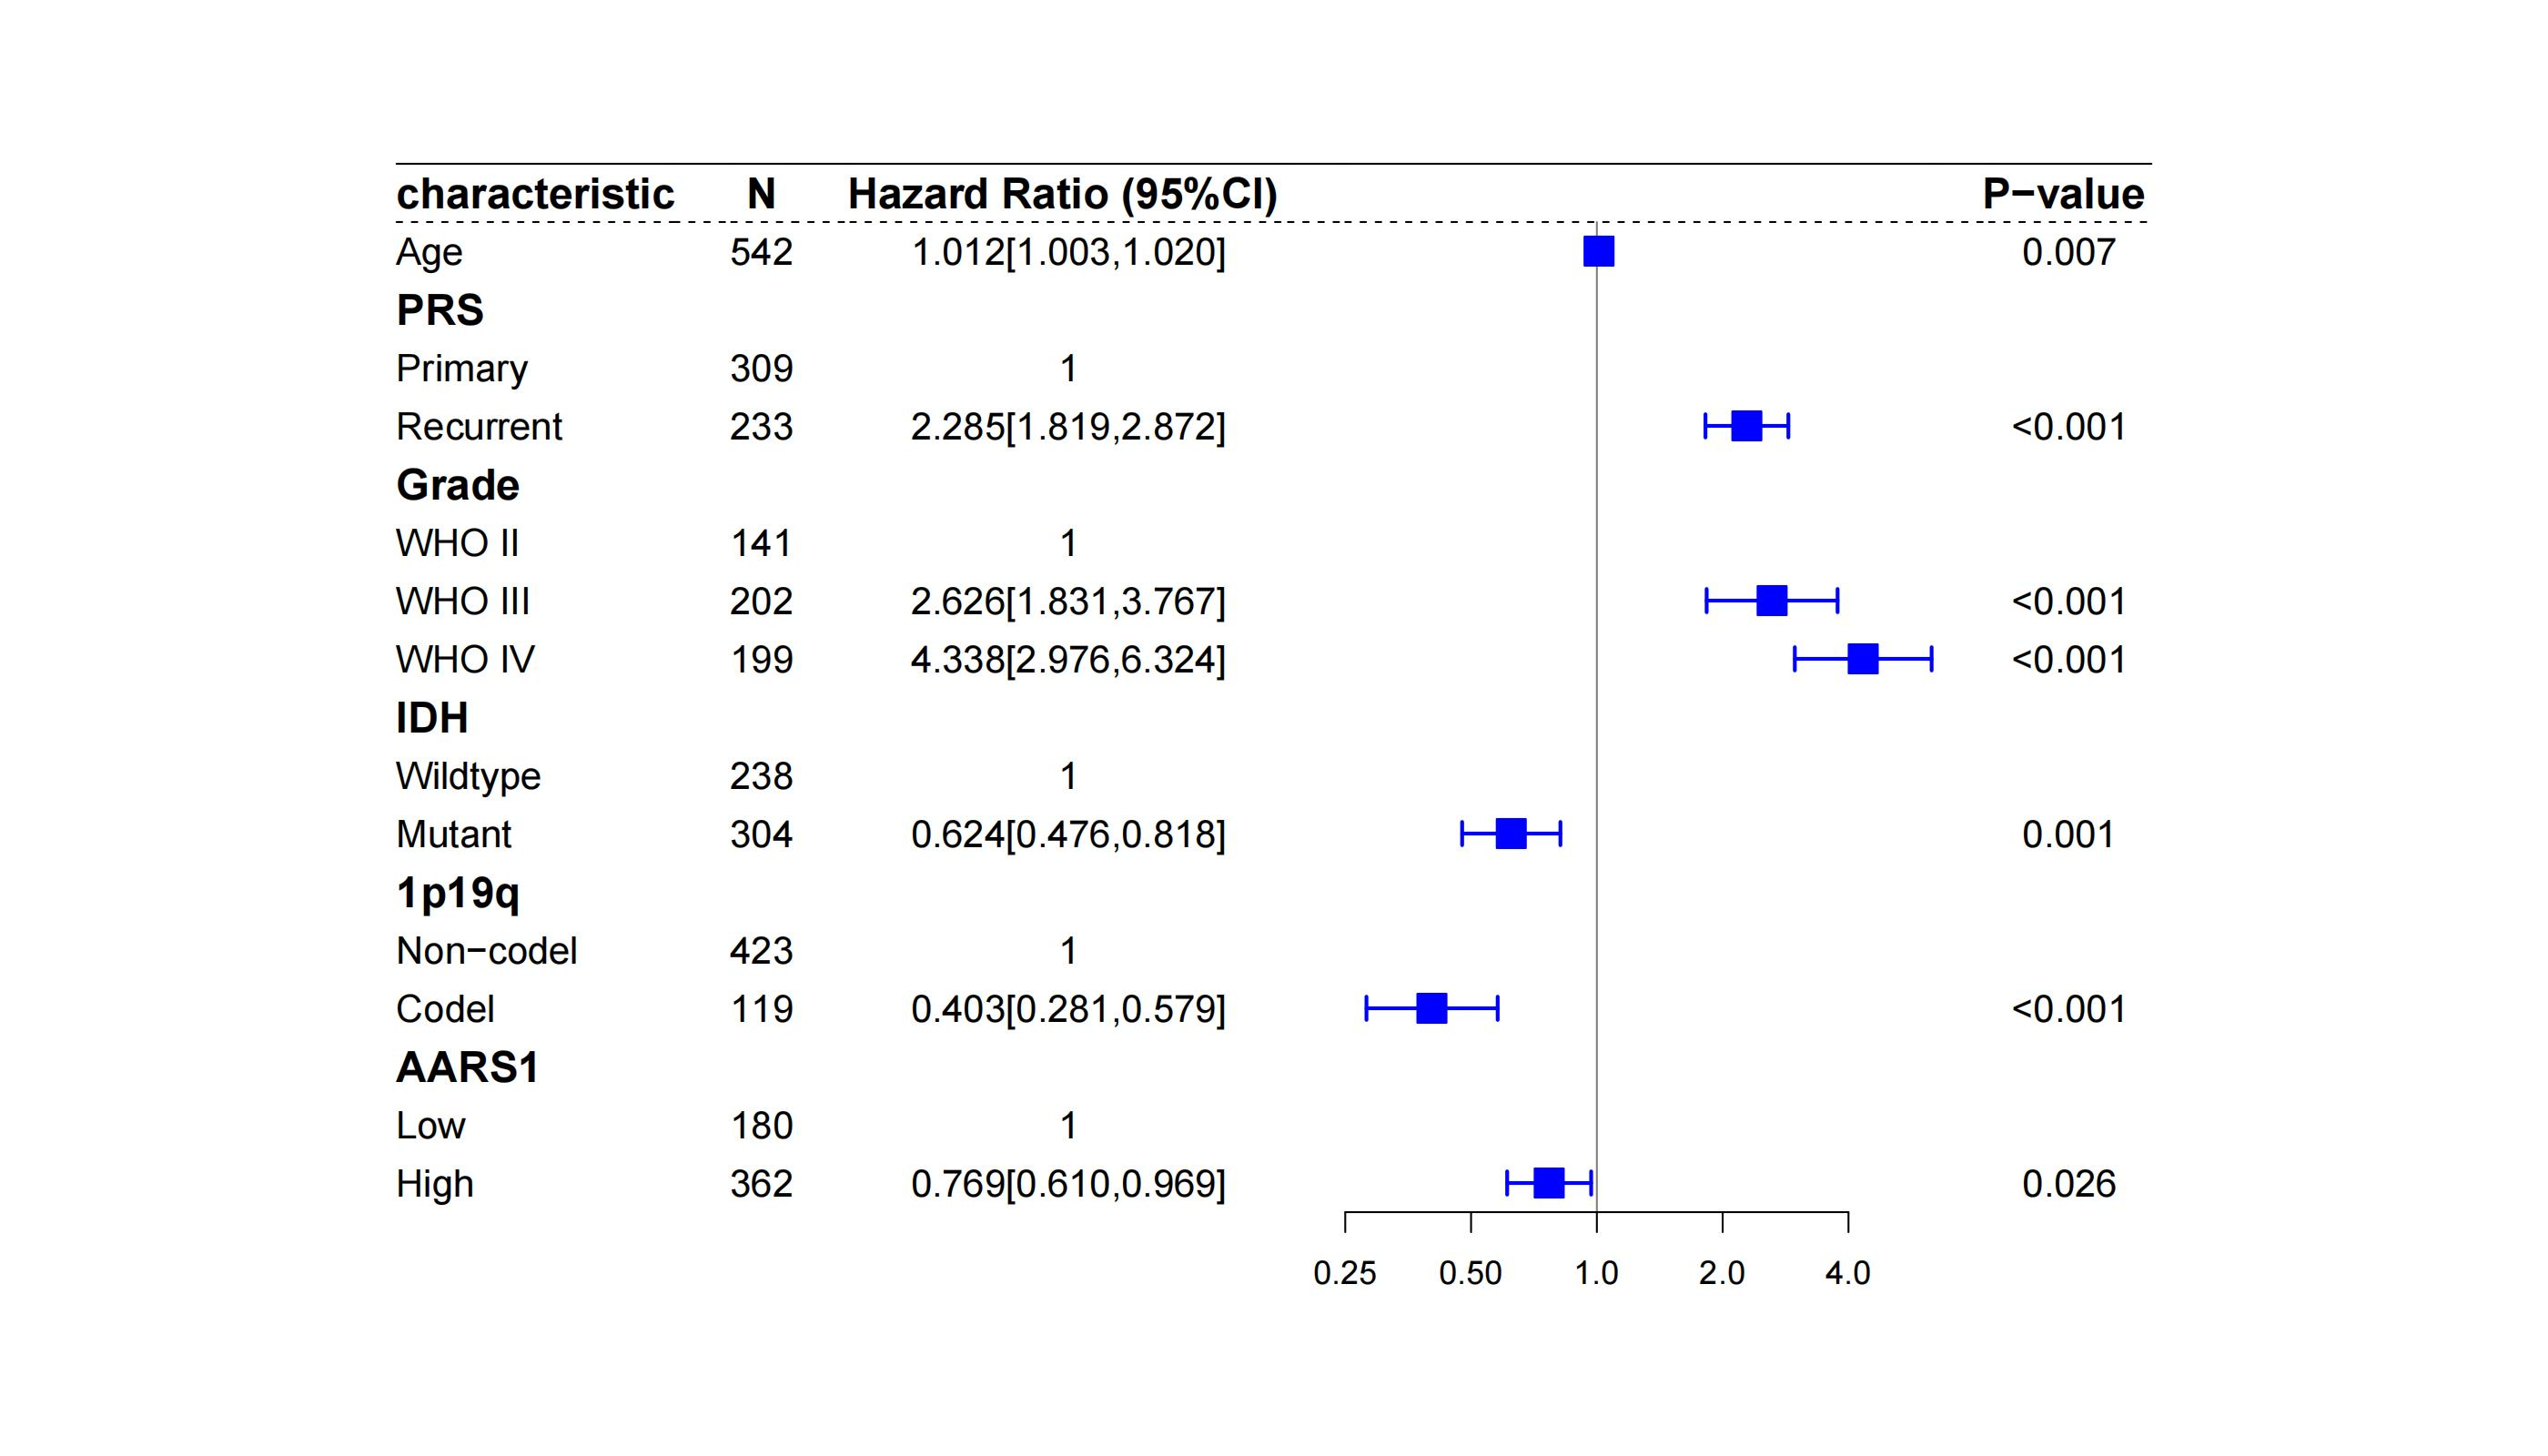 characteristic N Hazard Ratio (95%CI) P−value
Age 542 1.012[1.003,1.020] 0.007
PRS
Primary 309 1
Recurrent 233 2.285[1.819,2.872] <0.001
Grade
WHO II 141 1
WHO III 202 2.626[1.831,3.767] <0.001
WHO IV 199 4.338[2.976,6.324] <0.001
IDH
Wildtype 238 1
Mutant 304 0.624[0.476,0.818] 0.001
1p19q
Non−codel 423 1
Codel 119 0.403[0.281,0.579] <0.001
AARS1
Low 180 1
High 362 0.769[0.610,0.969] 0.026
0.25 0.50 1.0 2.0 4.0